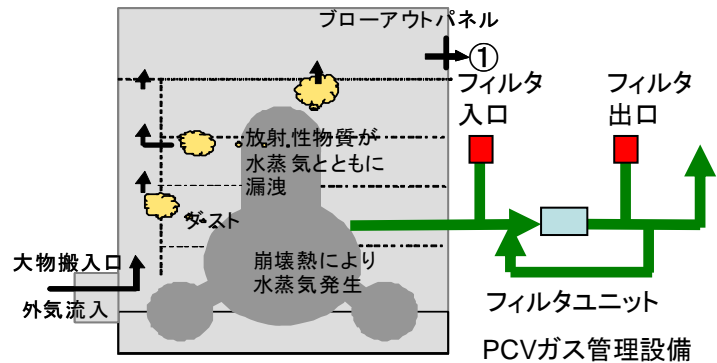 ブローアウトパネル
①
フィルタ
入口
フィルタ
出口
放射性物質が
水蒸気とともに
漏洩
ダスト
大物搬入口
外気流入
崩壊熱により
水蒸気発生
フィルタユニット
PCVガス管理設備